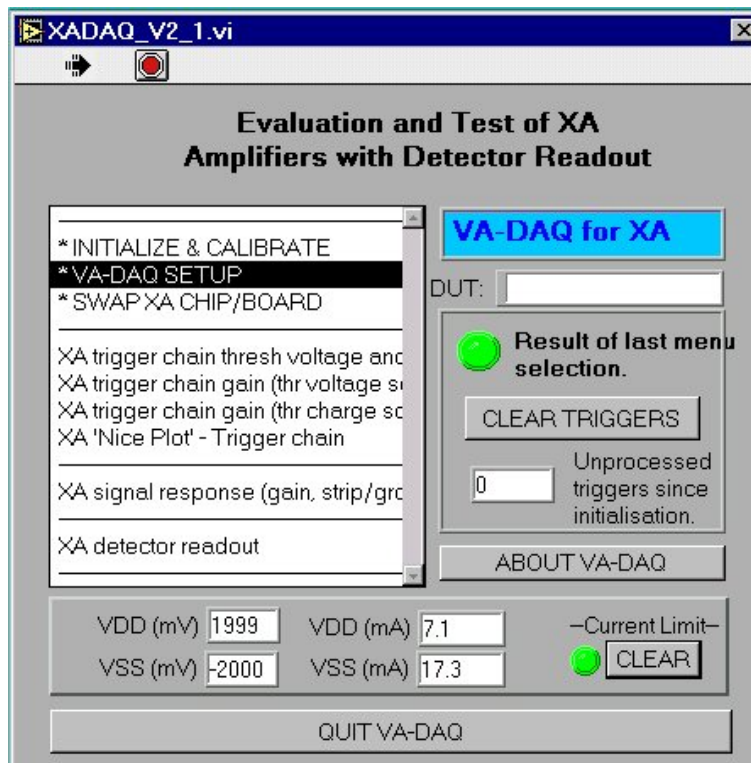 XADAQ_V2_1.vi
Evaluation and Test of XA
Amplifiers with Detector Readout
* INITIALIZE & CALIBRATE
* VA-DAQ SETUP
* SWAP XA CHIP/BOARD
XA trigger chain thresh voltage and
XA trigger chain gain (thr voltage s
XA trigger chain gain (thr charge sc
XA 'Nice Plot' - Trigger chain
XA signal response (gain, strip/gro
XA detector readout
VA-DAQ for XA
DUT:
Result of last menu
selection.
CLEAR TRIGGERS
0
Unprocessed
triggers since
initialisation.
ABOUT VA-DAQ
VDD (mV) 1999 VDD (mA) 7.1
VSS (mV) -2000 VSS (mA) 17.3
Current Limit
CLEAR
QUIT VA-DAQ